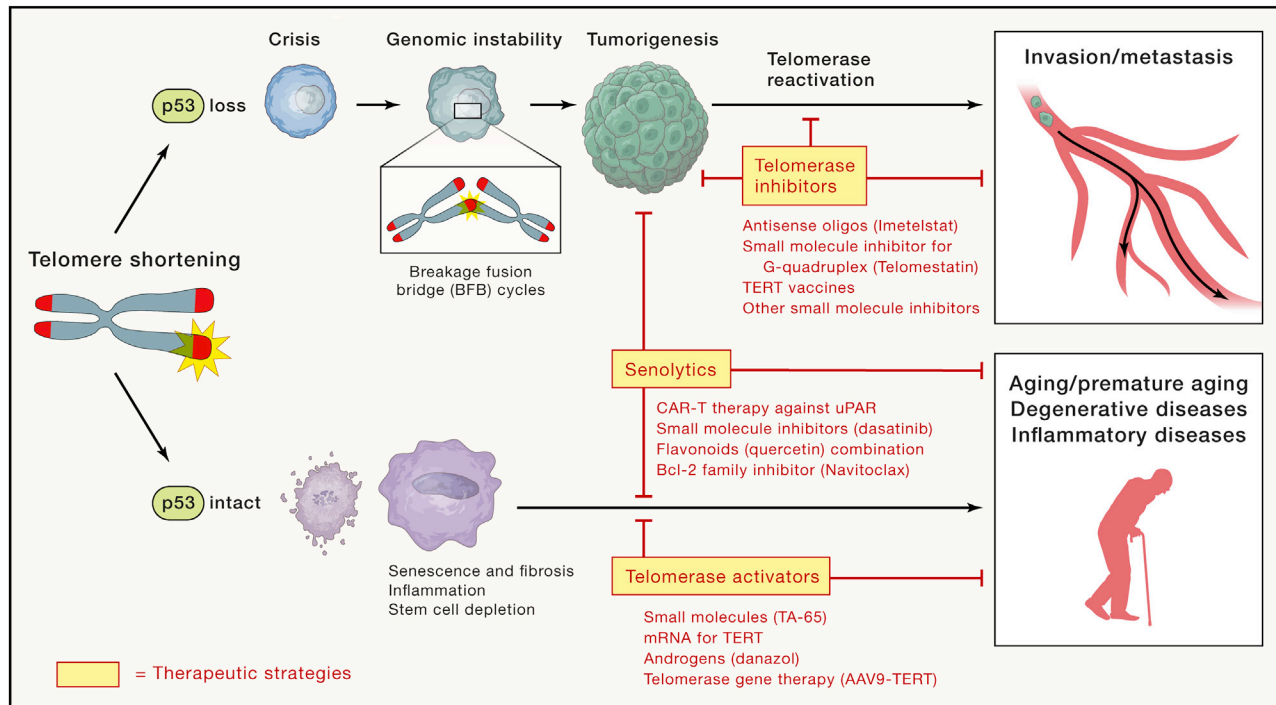 Crisis
Genomic instability
Tumorigenesis
Telomerase
reactivation
Invasion/metastasis
p53 loss
Telomerase
inhibitors
Antisense oligos (Imetelstat)
Small molecule inhibitor for
G-quadruplex (Telomestatin)
TERT vaccines
Other small molecule inhibitors
Breakage fusion
bridge (BFB) cycles
Telomere shortening
Senolytics
CAR-T therapy against uPAR
Small molecule inhibitors (dasatinib)
Flavonoids (quercetin) combination
Bcl-2 family inhibitor (Navitoclax)
Aging/premature aging
Degenerative diseases
Inflammatory diseases
p53 intact
Senescence and fibrosis
Inflammation
Stem cell depletion
Telomerase activators
Small molecules (TA-65)
mRNA for TERT
Androgens (danazol)
Telomerase gene therapy (AAV9-TERT)
= Therapeutic strategies